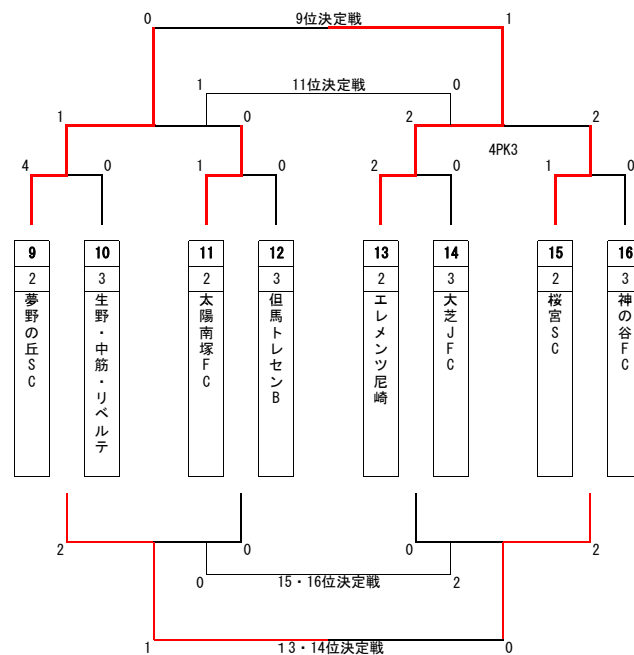 0 9位決定戦 1
1 11位決定戦 0
1 0 2 2
4PK3
4 0 1 0 2 0 1 0
9 10 11 12 13 14 15 16
2 3 2 3 2 3 2 3
夢野の丘SC
生野・中筋・リベルテ
太陽南塚FC
但馬トレセンB
エレメンツ尼崎
大芝JFC
桜宮SC
神の谷FC
2 0 0 2
0 15・16位決定戦 2
1 13・14位決定戦 0